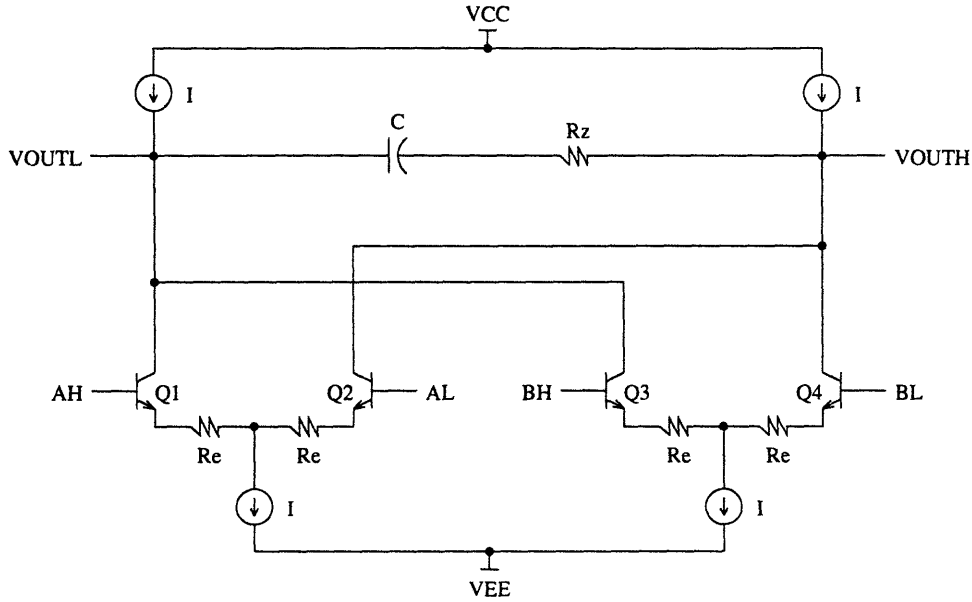 VCC
I
I
C
Rz
VOUTL
VOUTH
AH
Q1
Q2
AL
BH
Q3
Q4
BL
Re
Re
Re
Re
I
I
VEE